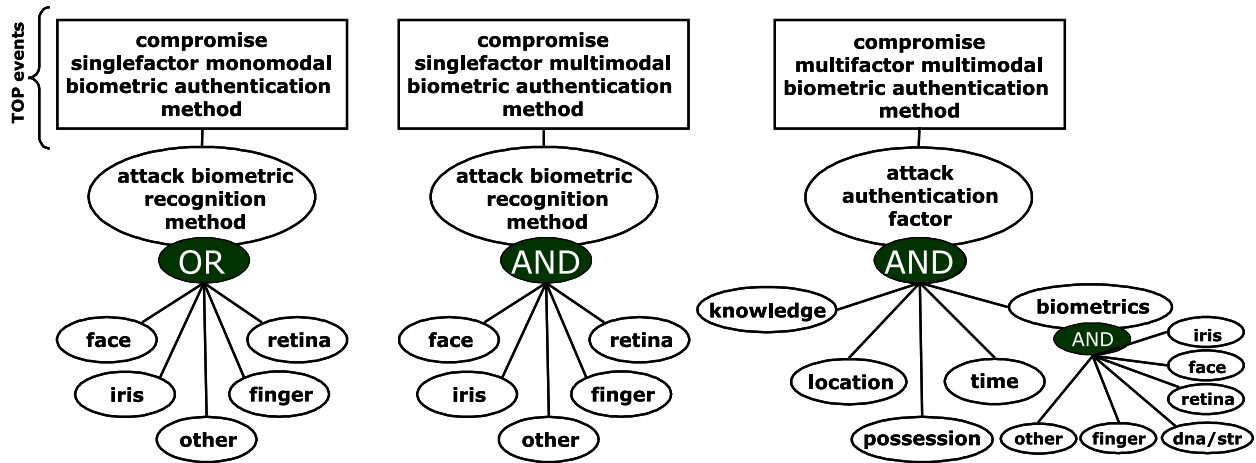 TOP events
compromise
singlefactor monomodal
biometric authentication
method
attack biometric
recognition
method
OR
face
retina
iris
finger
other
compromise
singlefactor multimodal
biometric authentication
method
attack biometric
recognition
method
AND
face
retina
iris
finger
other
compromise
multifactor multimodal
biometric authentication
method
attack
authentication
factor
AND
knowledge
location
possession
time
biometrics
AND
iris
face
retina
dna/str
finger
other